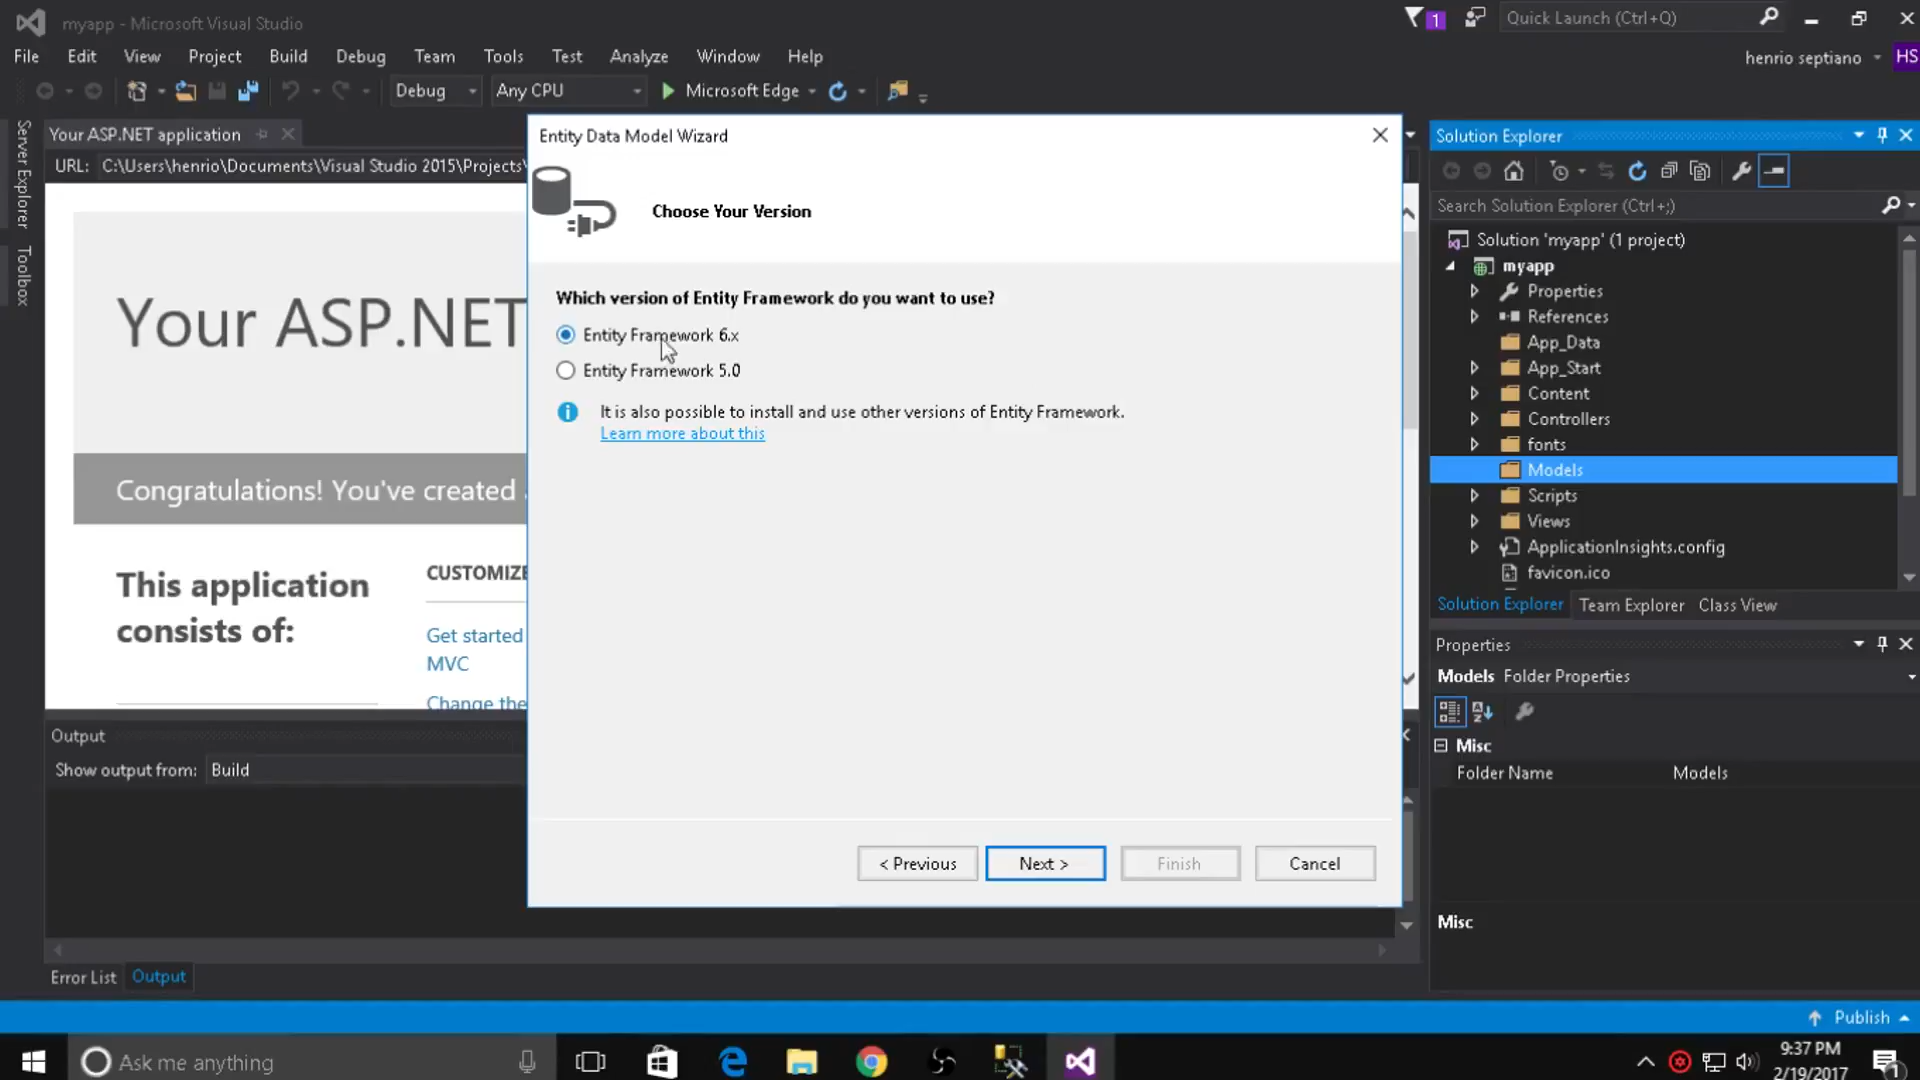 myapp - Microsoft Visual Studio
1
Quick Launch (Ctrl+Q)
File Edit View Project Build Debug Team Tools Test Analyze Window Help
henrio septiano HS
Debug Any CPU Microsoft Edge
Server Explorer
Toolbox
Your ASP.NET application
URL: C:\Users\henrio\Documents\Visual Studio 2015\Projects\
Your ASP.NET
Congratulations! You've created
This application
consists of:
CUSTOMIZE
Get started
MVC
Change the
Entity Data Model Wizard
Choose Your Version
Which version of Entity Framework do you want to use?
Entity Framework 6.x
Entity Framework 5.0
It is also possible to install and use other versions of Entity Framework.
Learn more about this
< Previous Next > Finish Cancel
Solution Explorer
Search Solution Explorer (Ctrl+;)
Solution 'myapp' (1 project)
myapp
Properties
References
App_Data
App_Start
Content
Controllers
fonts
Models
Scripts
Views
ApplicationInsights.config
favicon.ico
Solution Explorer Team Explorer Class View
Properties
Models Folder Properties
Misc
Folder Name Models
Misc
Output
Show output from: Build
Error List Output
Publish
Ask me anything
9:37 PM
2/19/2017
1